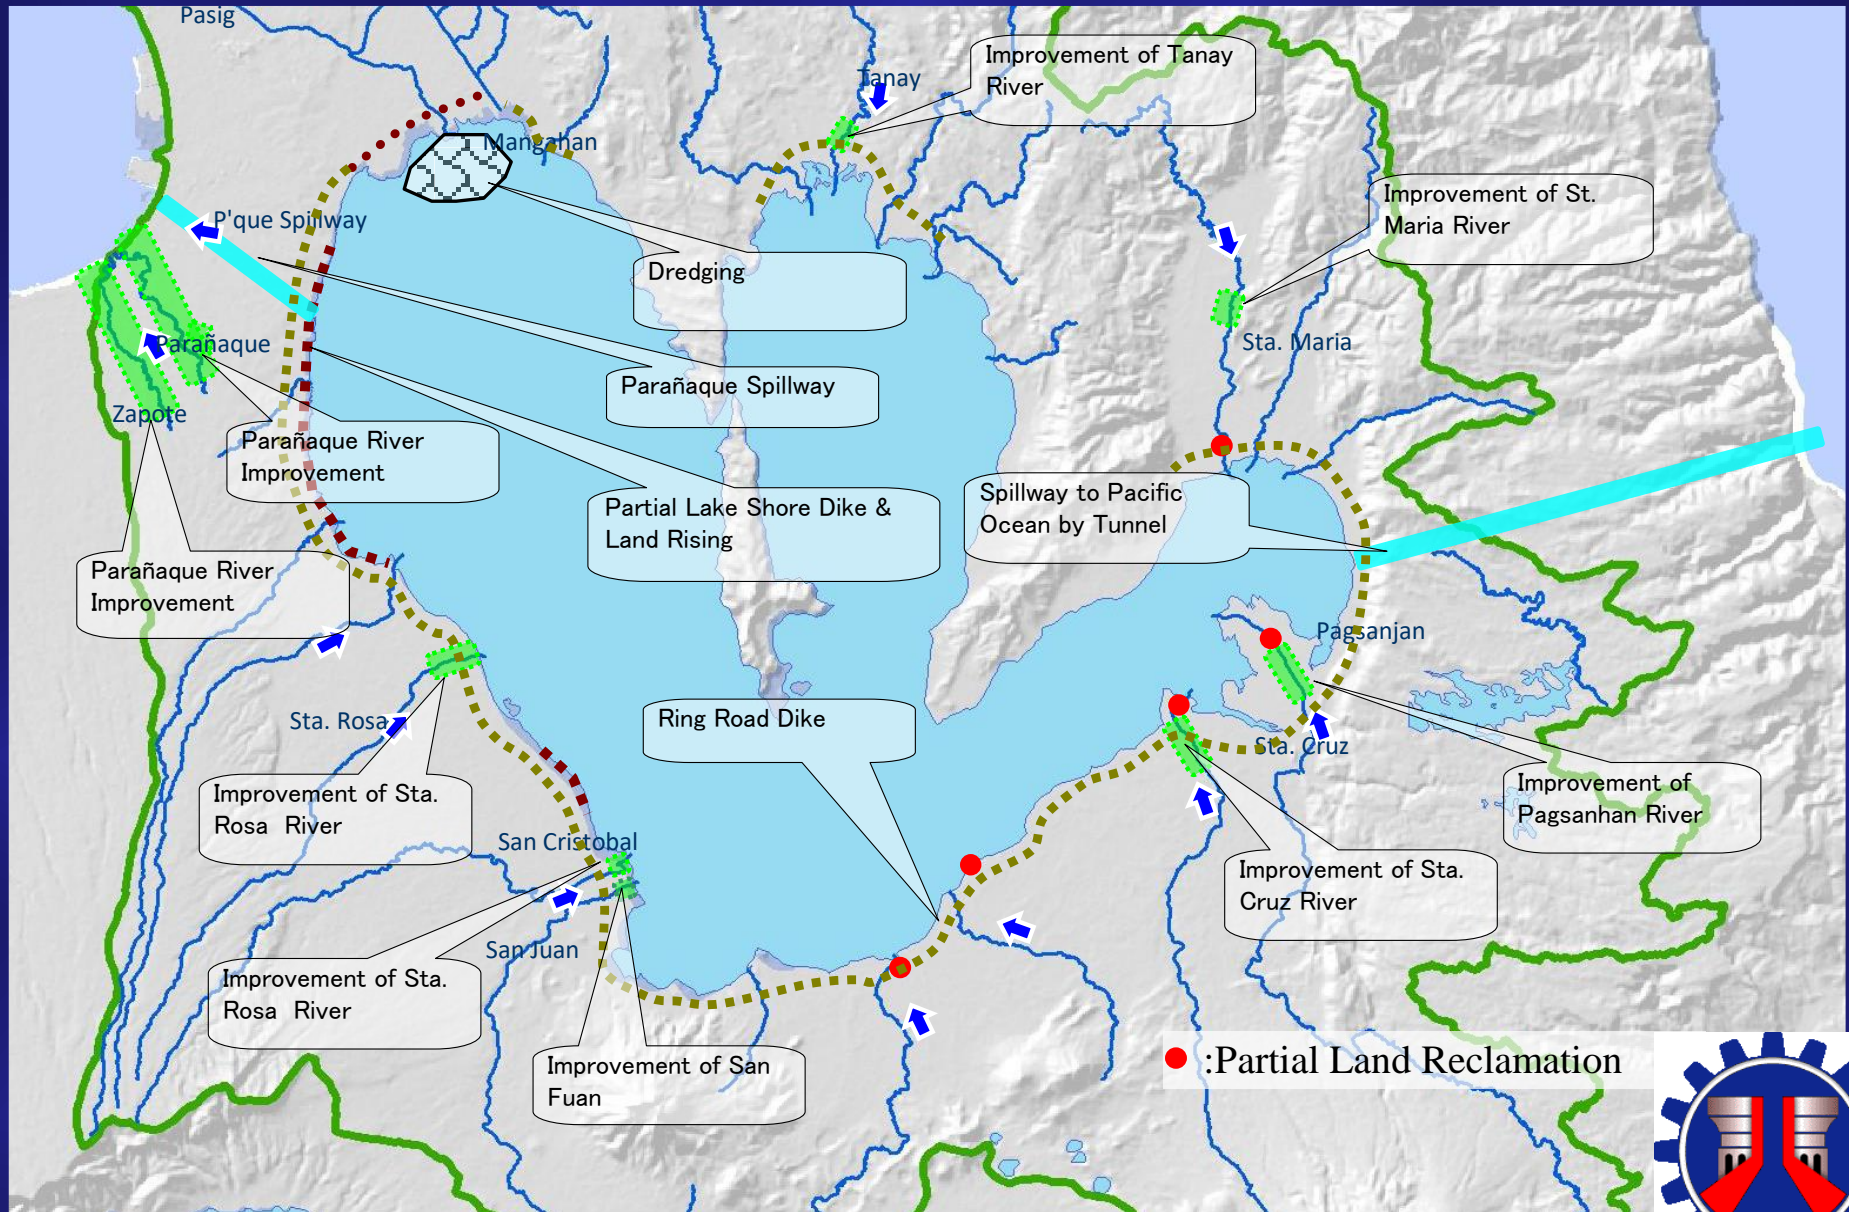 Pasig
Improvement of Tanay
River
Tanay
Mangahan
Improvement of St.
Maria River
P'que Spillway
Dredging
Parañaque
Sta. Maria
Parañaque Spillway
Zapote
Parañaque River
Improvement
Partial Lake Shore Dike &
Land Rising
Spillway to Pacific
Ocean by Tunnel
Parañaque River
Improvement
Pagsanjan
Sta. Rosa
Ring Road Dike
Sta. Cruz
Improvement of Sta.
Rosa River
Improvement of
Pagsanhan River
San Cristobal
Improvement of Sta.
Cruz River
San Juan
Improvement of Sta.
Rosa River
Improvement of San
Fuan
:Partial Land Reclamation